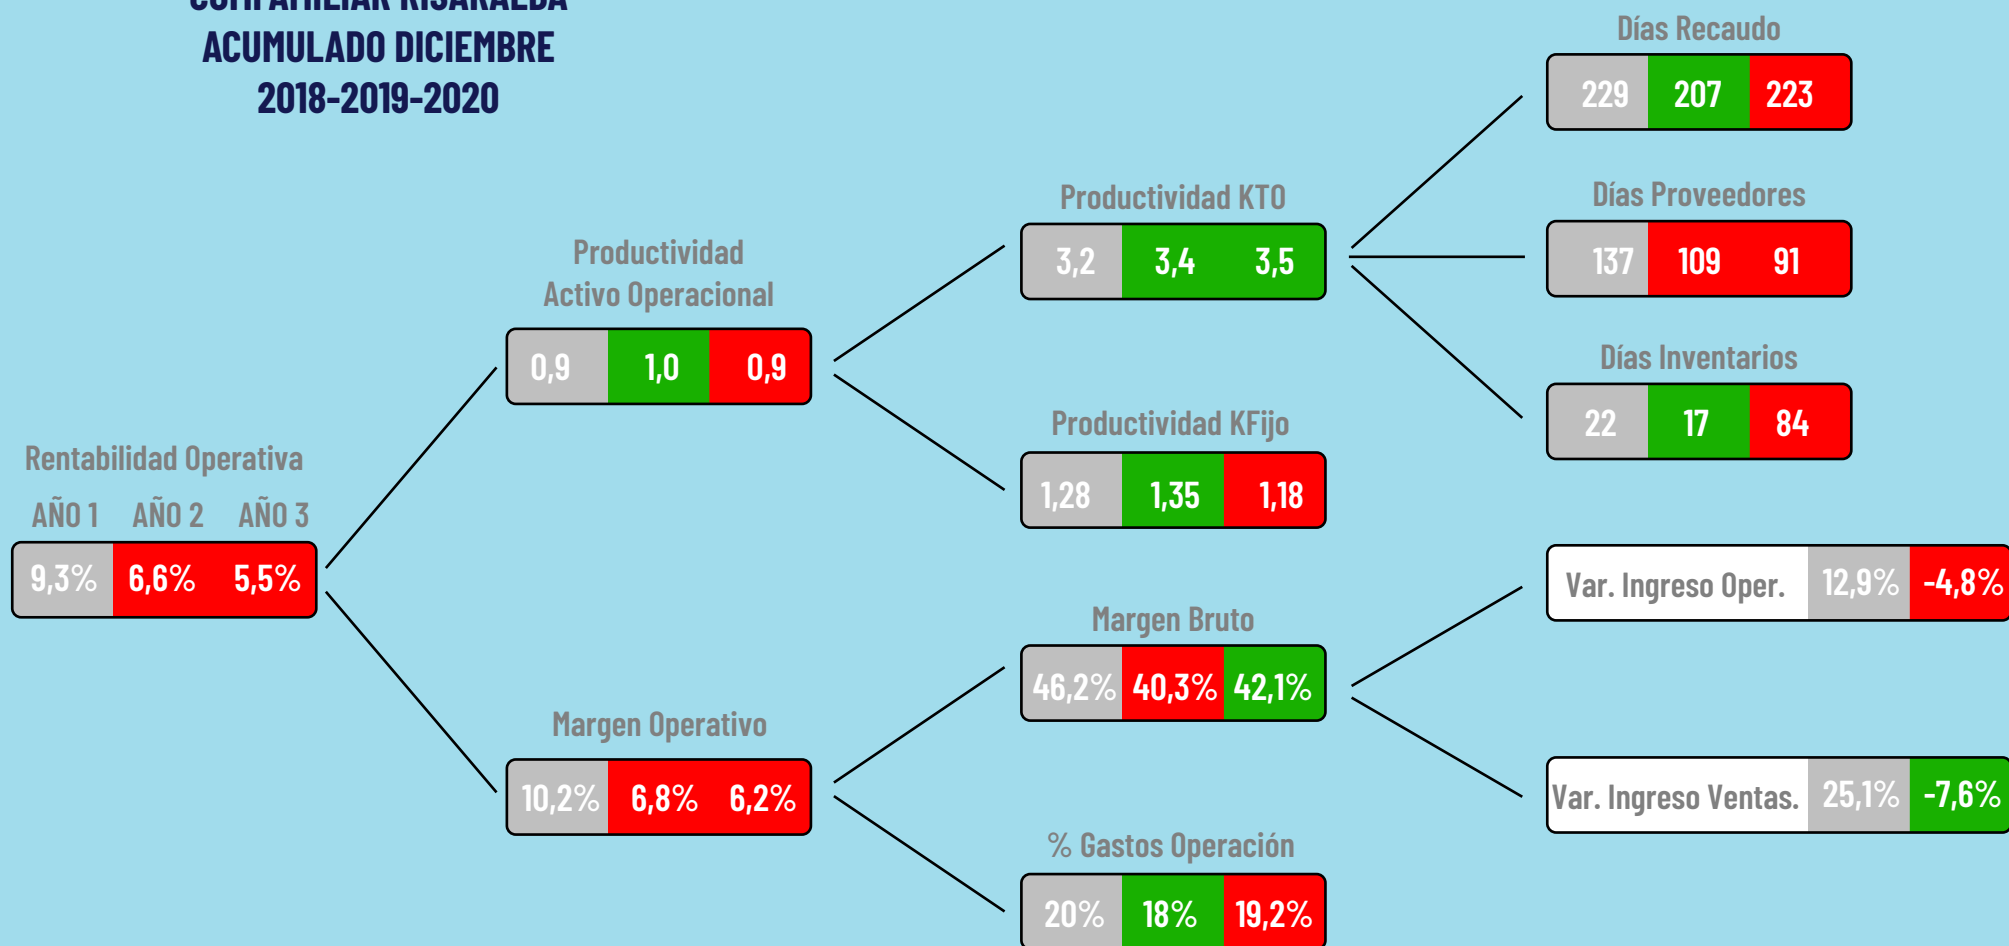 COMFAMILIAR RISARALDA
ACUMULADO DICIEMBRE
2018-2019-2020
Días Recaudo
229 207 223
Días Proveedores
137 109 91
Días Inventarios
22 17 84
Productividad KTO
3,2 3,4 3,5
Productividad
Activo Operacional
0,9 1,0 0,9
Productividad KFijo
1,28 1,35 1,18
Rentabilidad Operativa
AÑO 1 AÑO 2 AÑO 3
9,3% 6,6% 5,5%
Var. Ingreso Oper. 12,9% -4,8%
Margen Bruto
46,2% 40,3% 42,1%
Margen Operativo
10,2% 6,8% 6,2%
Var. Ingreso Ventas. 25,1% -7,6%
% Gastos Operación
20% 18% 19,2%